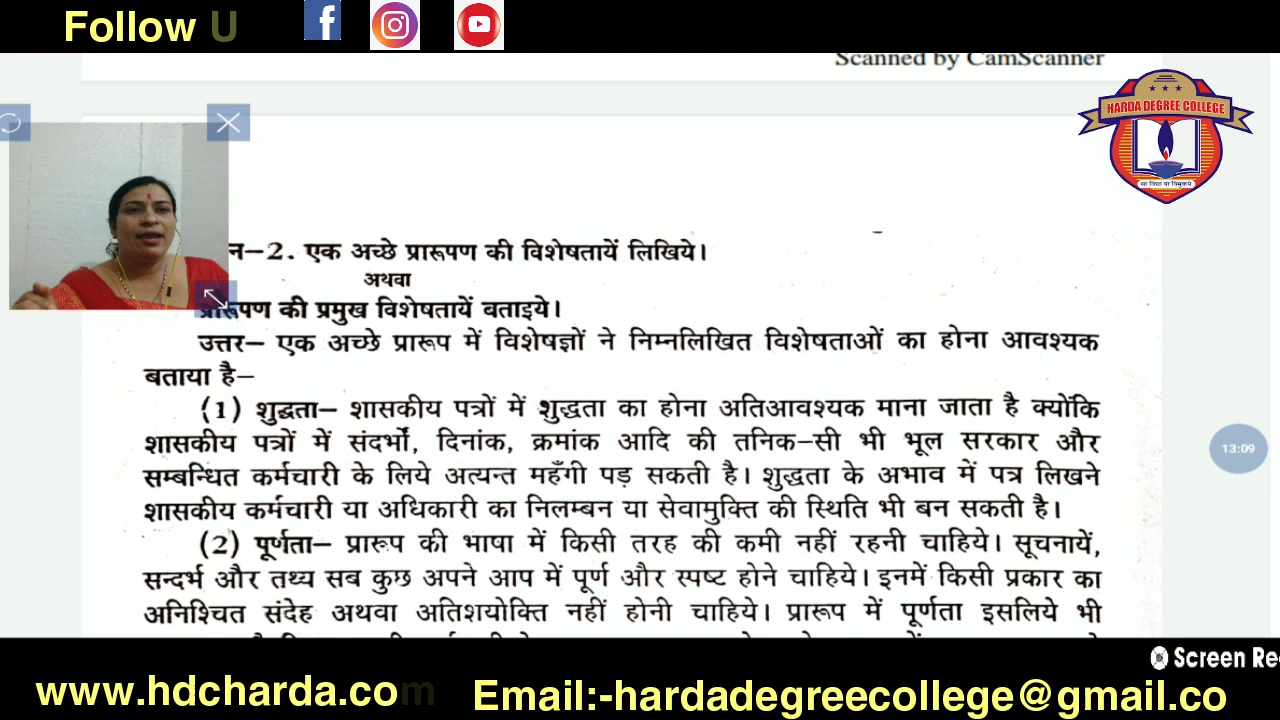 Follow U
Scanned by CamScanner
HARDA DEGREE COLLEGE
सा विद्या या विमुक्तये
न–2. एक अच्छे प्रारूपण की विशेषतायें लिखिये।
अथवा
प्रारूपण की प्रमुख विशेषतायें बताइये।
उत्तर– एक अच्छे प्रारूप में विशेषज्ञों ने निम्नलिखित विशेषताओं का होना आवश्यक
बताया है–
(1) शुद्धता– शासकीय पत्रों में शुद्धता का होना अतिआवश्यक माना जाता है क्योंकि
शासकीय पत्रों में संदर्भों, दिनांक, क्रमांक आदि की तनिक–सी भी भूल सरकार और
सम्बन्धित कर्मचारी के लिये अत्यन्त महँगी पड़ सकती है। शुद्धता के अभाव में पत्र लिखने
शासकीय कर्मचारी या अधिकारी का निलम्बन या सेवामुक्ति की स्थिति भी बन सकती है।
(2) पूर्णता– प्रारूप की भाषा में किसी तरह की कमी नहीं रहनी चाहिये। सूचनायें,
सन्दर्भ और तथ्य सब कुछ अपने आप में पूर्ण और स्पष्ट होने चाहिये। इनमें किसी प्रकार का
अनिश्चित संदेह अथवा अतिशयोक्ति नहीं होनी चाहिये। प्रारूप में पूर्णता इसलिये भी
13:09
Screen Re
www.hdcharda.com
Email:-hardadegreecollege@gmail.co